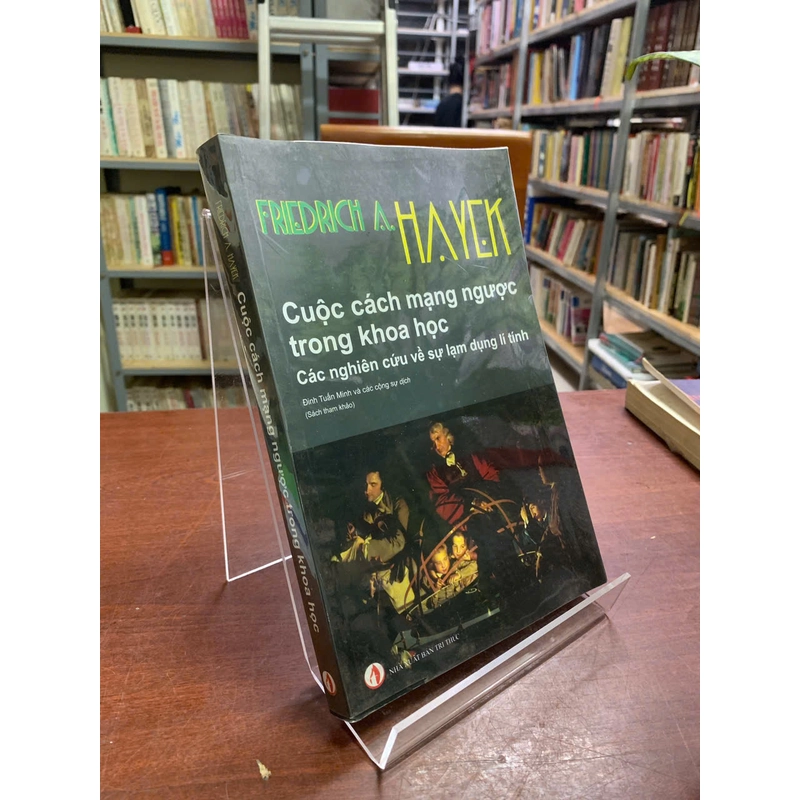 FRIEDRICH A. HAYEK
Cuộc cách mạng ngược
trong khoa học
Các nghiên cứu về sự lạm dụng lí tính
Đinh Tuấn Minh và các cộng sự dịch
(Sách tham khảo)
NHÀ XUẤT BẢN TRI THỨC
FRIEDRICH A. HAYEK Cuộc cách mạng ngược trong khoa học